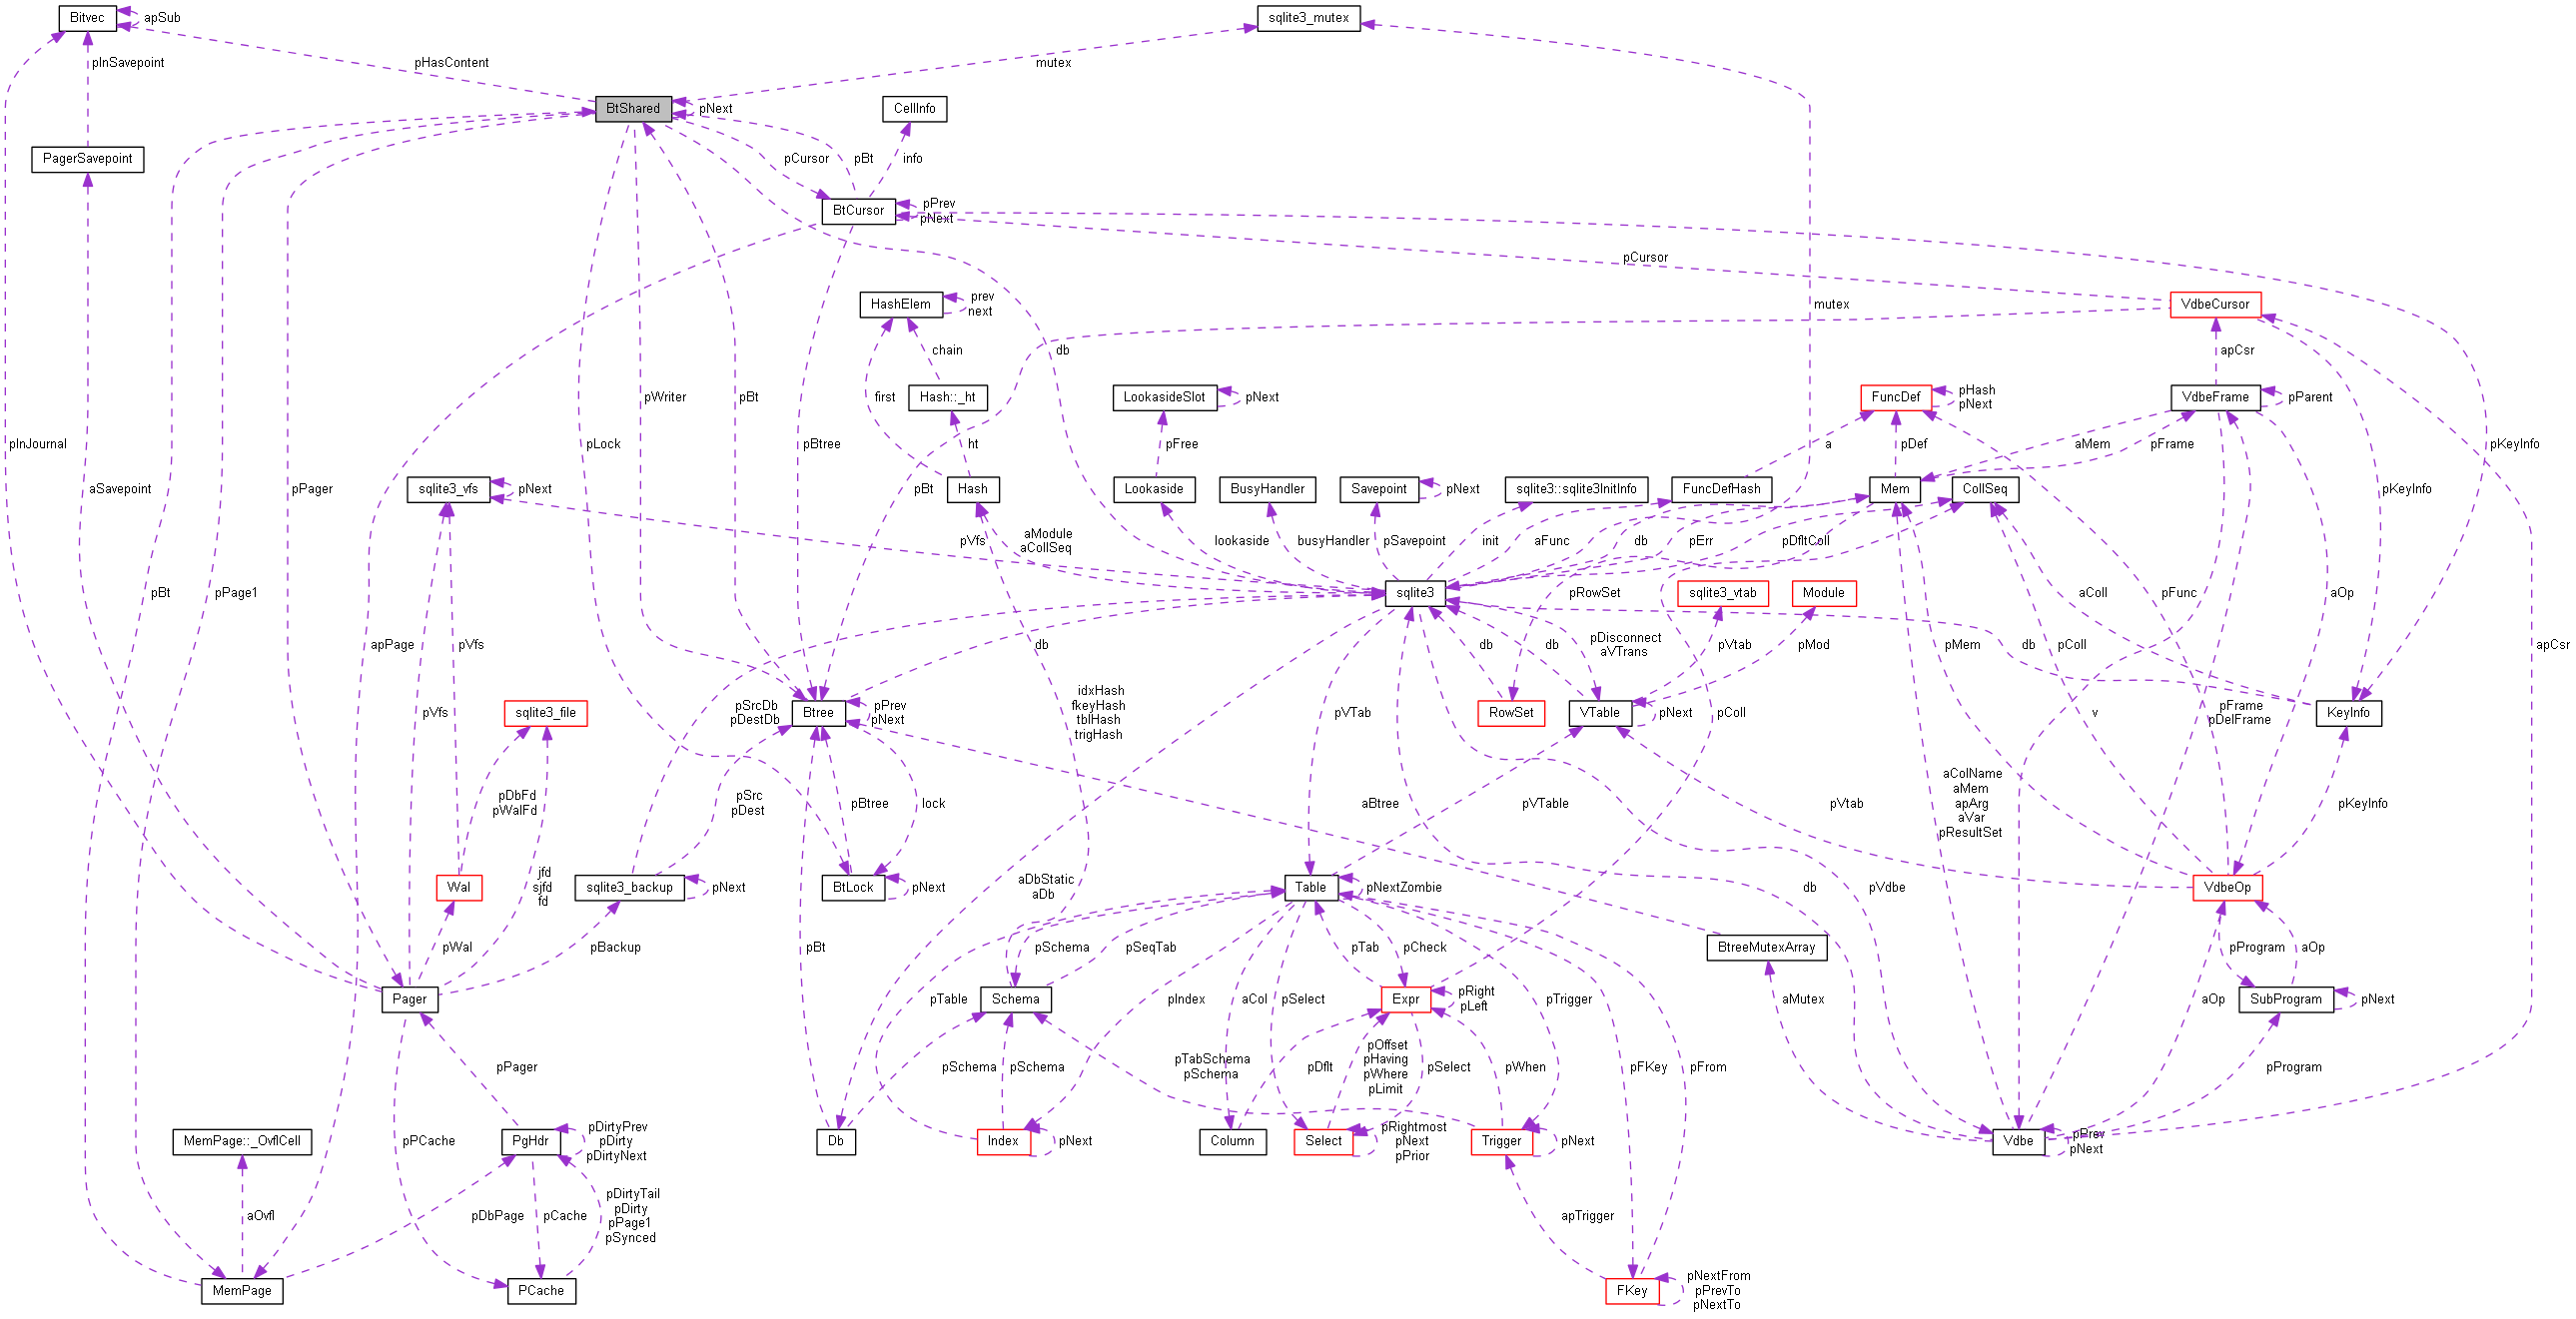 Bitvec
apSub
sqlite3_mutex
pInSavepoint
pHasContent
mutex
BtShared
pNext
CellInfo
PagerSavepoint
pCursor
pBt
info
BtCursor
pPrev
pNext
pCursor
HashElem
prev
next
mutex
VdbeCursor
chain
db
apCsr
first
Hash::_ht
LookasideSlot
pNext
FuncDef
pHash
pNext
VdbeFrame
pParent
pWriter
pBt
pInJournal
pLock
pBtree
ht
pFree
a
pDef
aMem
pFrame
pKeyInfo
aSavepoint
pPager
sqlite3_vfs
pNext
pBt
Hash
Lookaside
BusyHandler
Savepoint
pNext
sqlite3::sqlite3InitInfo
FuncDefHash
Mem
CollSeq
pKeyInfo
pVfs
aModule
aCollSeq
lookaside
busyHandler
pSavepoint
init
aFunc
db
pErr
pDfltColl
pBt
pPage1
sqlite3
pRowSet
sqlite3_vtab
Module
aColl
pFunc
aOp
apPage
pVfs
db
db
pDisconnect
aVTrans
db
pVtab
pMod
pMem
pColl
db
apCsr
pVfs
sqlite3_file
pSrcDb
pDestDb
Btree
pPrev
pNext
idxHash
fkeyHash
tblHash
trigHash
pVTab
RowSet
VTable
pNext
pColl
v
pFrame
pDelFrame
KeyInfo
pDbFd
pWalFd
pSrc
pDest
pBtree
lock
aBtree
pVTable
pVtab
aColName
aMem
apArg
aVar
pResultSet
pKeyInfo
Wal
jfd
sjfd
fd
sqlite3_backup
pNext
BtLock
pNext
aDbStatic
aDb
Table
pNextZombie
db
pVdbe
VdbeOp
pWal
pBackup
pBt
pSchema
pSeqTab
pTab
pCheck
BtreeMutexArray
pProgram
aOp
Pager
pTable
Schema
pIndex
aCol
pSelect
Expr
pRight
pLeft
pTrigger
aMutex
aOp
SubProgram
pNext
pPager
pSchema
pSchema
pTabSchema
pSchema
pDflt
pOffset
pHaving
pWhere
pLimit
pSelect
pWhen
pFKey
pFrom
pProgram
MemPage::_OvflCell
pPCache
PgHdr
pDirtyPrev
pDirty
pDirtyNext
Db
Index
pNext
Column
Select
pRightmost
pNext
pPrior
Trigger
pNext
Vdbe
pPrev
pNext
aOvfl
pDbPage
pCache
pDirtyTail
pDirty
pPage1
pSynced
apTrigger
MemPage
PCache
FKey
pNextFrom
pPrevTo
pNextTo